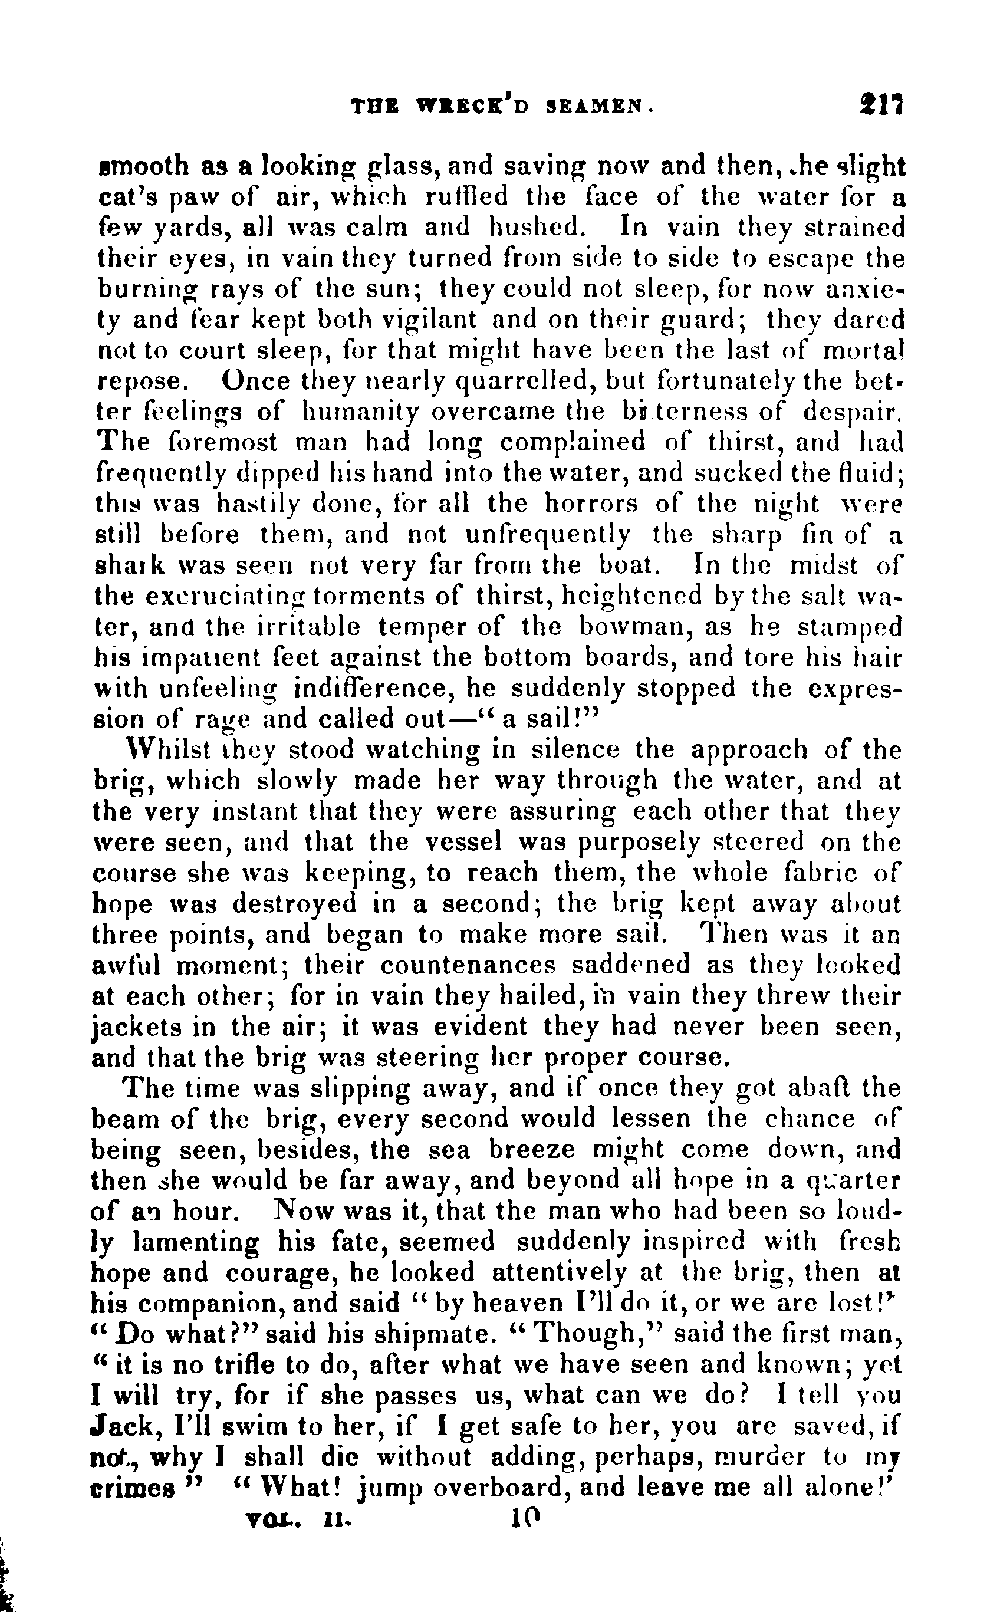 THE WRECK'D SEAMEN. 217
smooth as a looking glass, and saving now and then, .he slight
cat's paw of air, which ruffled the face of the water for a
few yards, all was calm and hushed. In vain they strained
their eyes, in vain they turned from side to side to escape the
burning rays of the sun; they could not sleep, for now anxie-
ty and fear kept both vigilant and on their guard; they dared
not to court sleep, for that might have been the last of mortal
repose. Once they nearly quarrelled, but fortunately the bet-
ter feelings of humanity overcame the bitterness of despair.
The foremost man had long complained of thirst, and had
frequently dipped his hand into the water, and sucked the fluid;
this was hastily done, for all the horrors of the night were
still before them, and not unfrequently the sharp fin of a
shark was seen not very far from the boat. In the midst of
the excruciating torments of thirst, heightened by the salt wa-
ter, and the irritable temper of the bowman, as he stamped
his impatient feet against the bottom boards, and tore his hair
with unfeeling indifference, he suddenly stopped the expres-
sion of rage and called out—"a sail!"
Whilst they stood watching in silence the approach of the
brig, which slowly made her way through the water, and at
the very instant that they were assuring each other that they
were seen, and that the vessel was purposely steered on the
course she was keeping, to reach them, the whole fabric of
hope was destroyed in a second; the brig kept away about
three points, and began to make more sail. Then was it an
awful moment; their countenances saddened as they looked
at each other; for in vain they hailed, in vain they threw their
jackets in the air; it was evident they had never been seen,
and that the brig was steering her proper course.
The time was slipping away, and if once they got abaft the
beam of the brig, every second would lessen the chance of
being seen, besides, the sea breeze might come down, and
then she would be far away, and beyond all hope in a quarter
of an hour. Now was it, that the man who had been so loud-
ly lamenting his fate, seemed suddenly inspired with fresh
hope and courage, he looked attentively at the brig, then at
his companion, and said "by heaven I'll do it, or we are lost!"
"Do what?" said his shipmate. "Though," said the first man,
"it is no trifle to do, after what we have seen and known; yet
I will try, for if she passes us, what can we do? I tell you
Jack, I'll swim to her, if I get safe to her, you are saved, if
not, why I shall die without adding, perhaps, murder to my
crimes" "What! jump overboard, and leave me all alone!'
VOL. II. 10